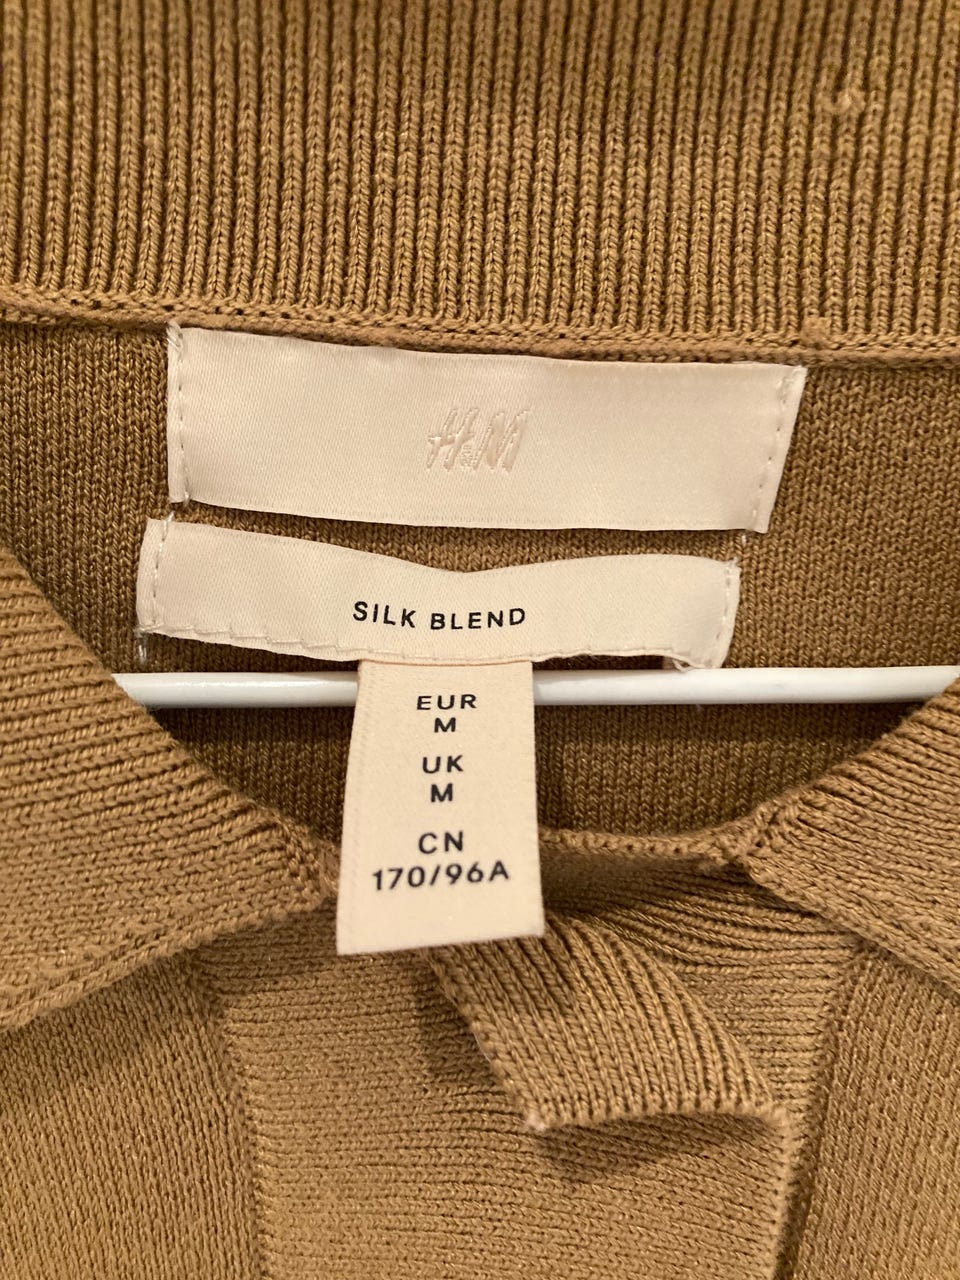 H&M
SILK BLEND
EUR
M
UK
M
CN
170/96A